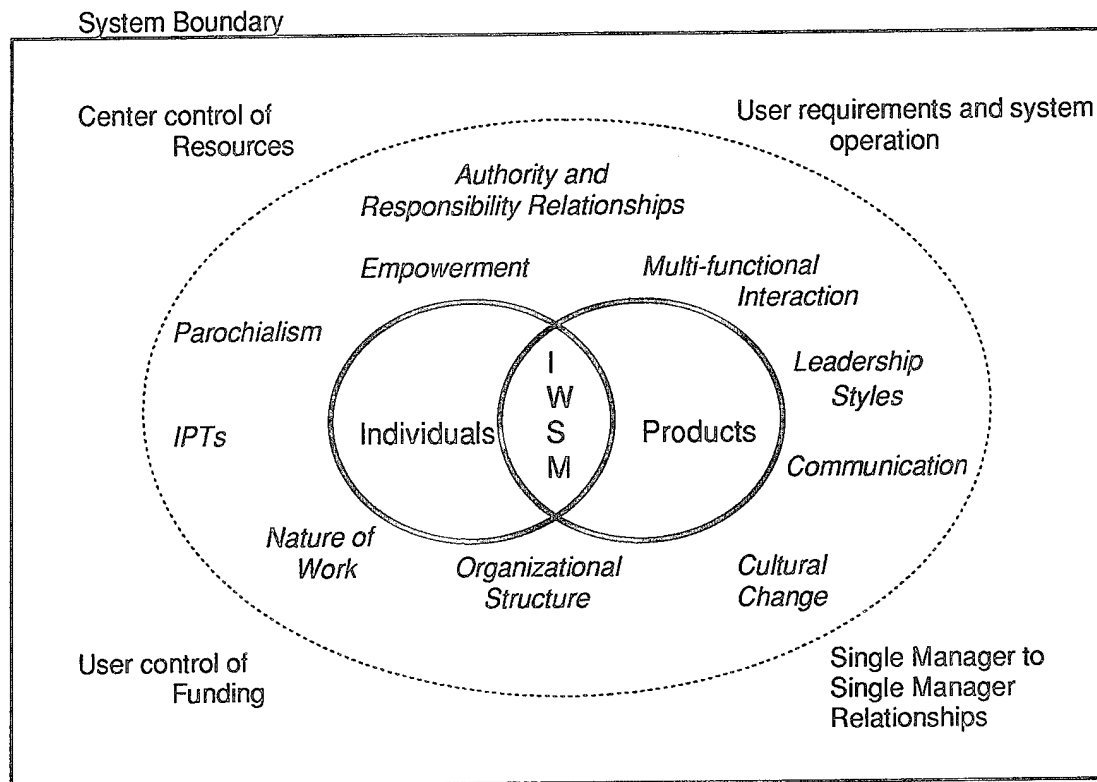 System Boundary
Center control of
Resources
User requirements and system
operation
Authority and
Responsibility Relationships
Empowerment
Multi-functional
Interaction
Parochialism
Leadership
Styles
I
W
S
M
Individuals
Products
IPTs
Communication
Nature of
Work
Organizational
Structure
Cultural
Change
User control of
Funding
Single Manager to
Single Manager
Relationships